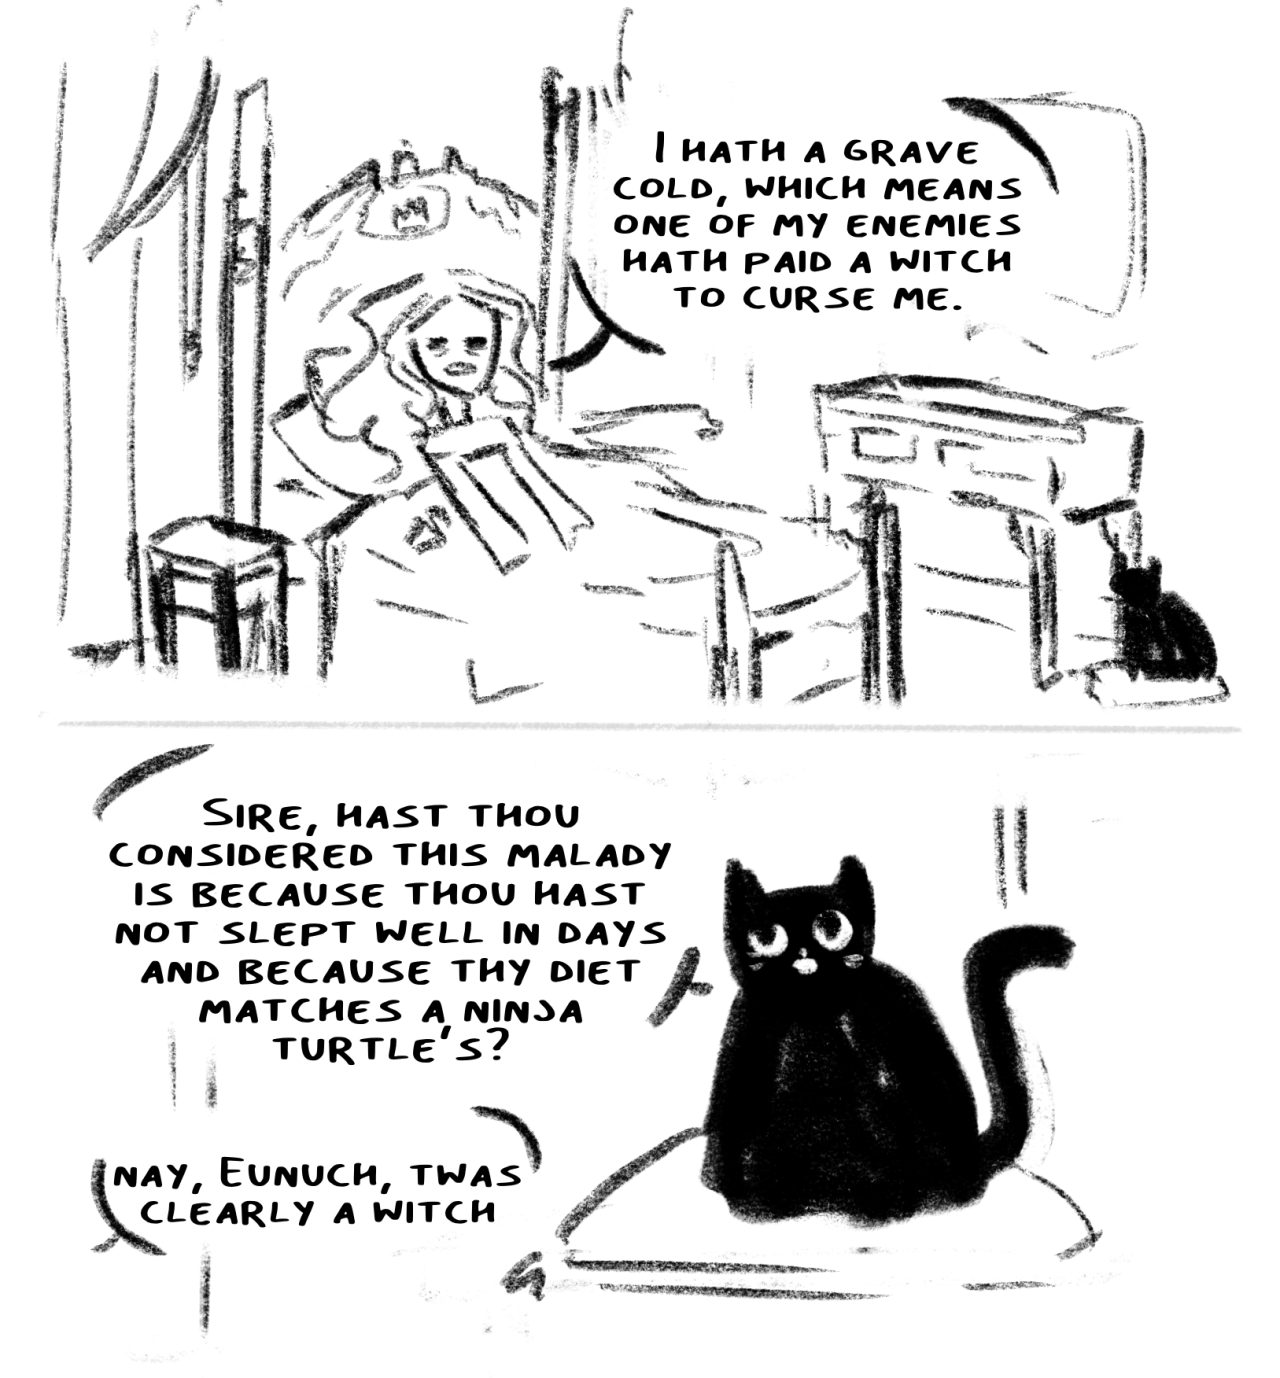 I HATH A GRAVE
COLD, WHICH MEANS
ONE OF MY ENEMIES
HATH PAID A WITCH
TO CURSE ME.
SIRE, HAST THOU
CONSIDERED THIS MALADY
IS BECAUSE THOU HAST
NOT SLEPT WELL IN DAYS
AND BECAUSE THY DIET
MATCHES A NINJA
TURTLE'S?
NAY, EUNUCH, TWAS
CLEARLY A WITCH